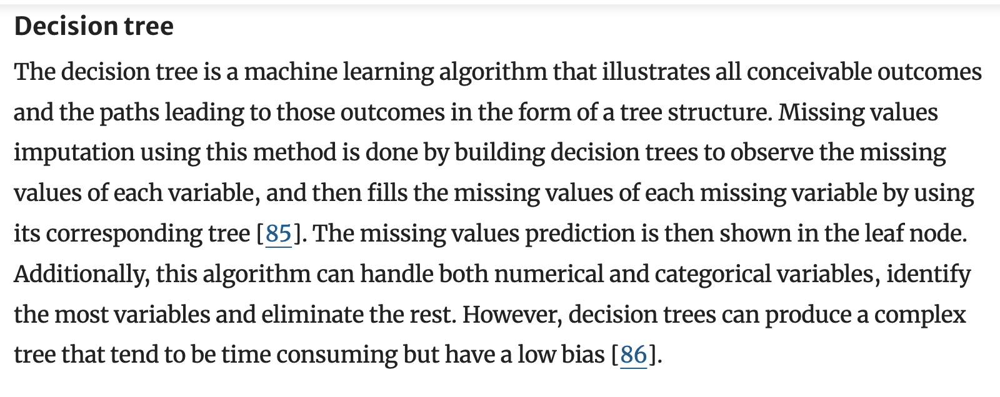 Decision tree
The decision tree is a machine learning algorithm that illustrates all conceivable outcomes
and the paths leading to those outcomes in the form of a tree structure. Missing values
imputation using this method is done by building decision trees to observe the missing
values of each variable, and then fills the missing values of each missing variable by using
its corresponding tree [85]. The missing values prediction is then shown in the leaf node.
Additionally, this algorithm can handle both numerical and categorical variables, identify
the most variables and eliminate the rest. However, decision trees can produce a complex
tree that tend to be time consuming but have a low bias [86].